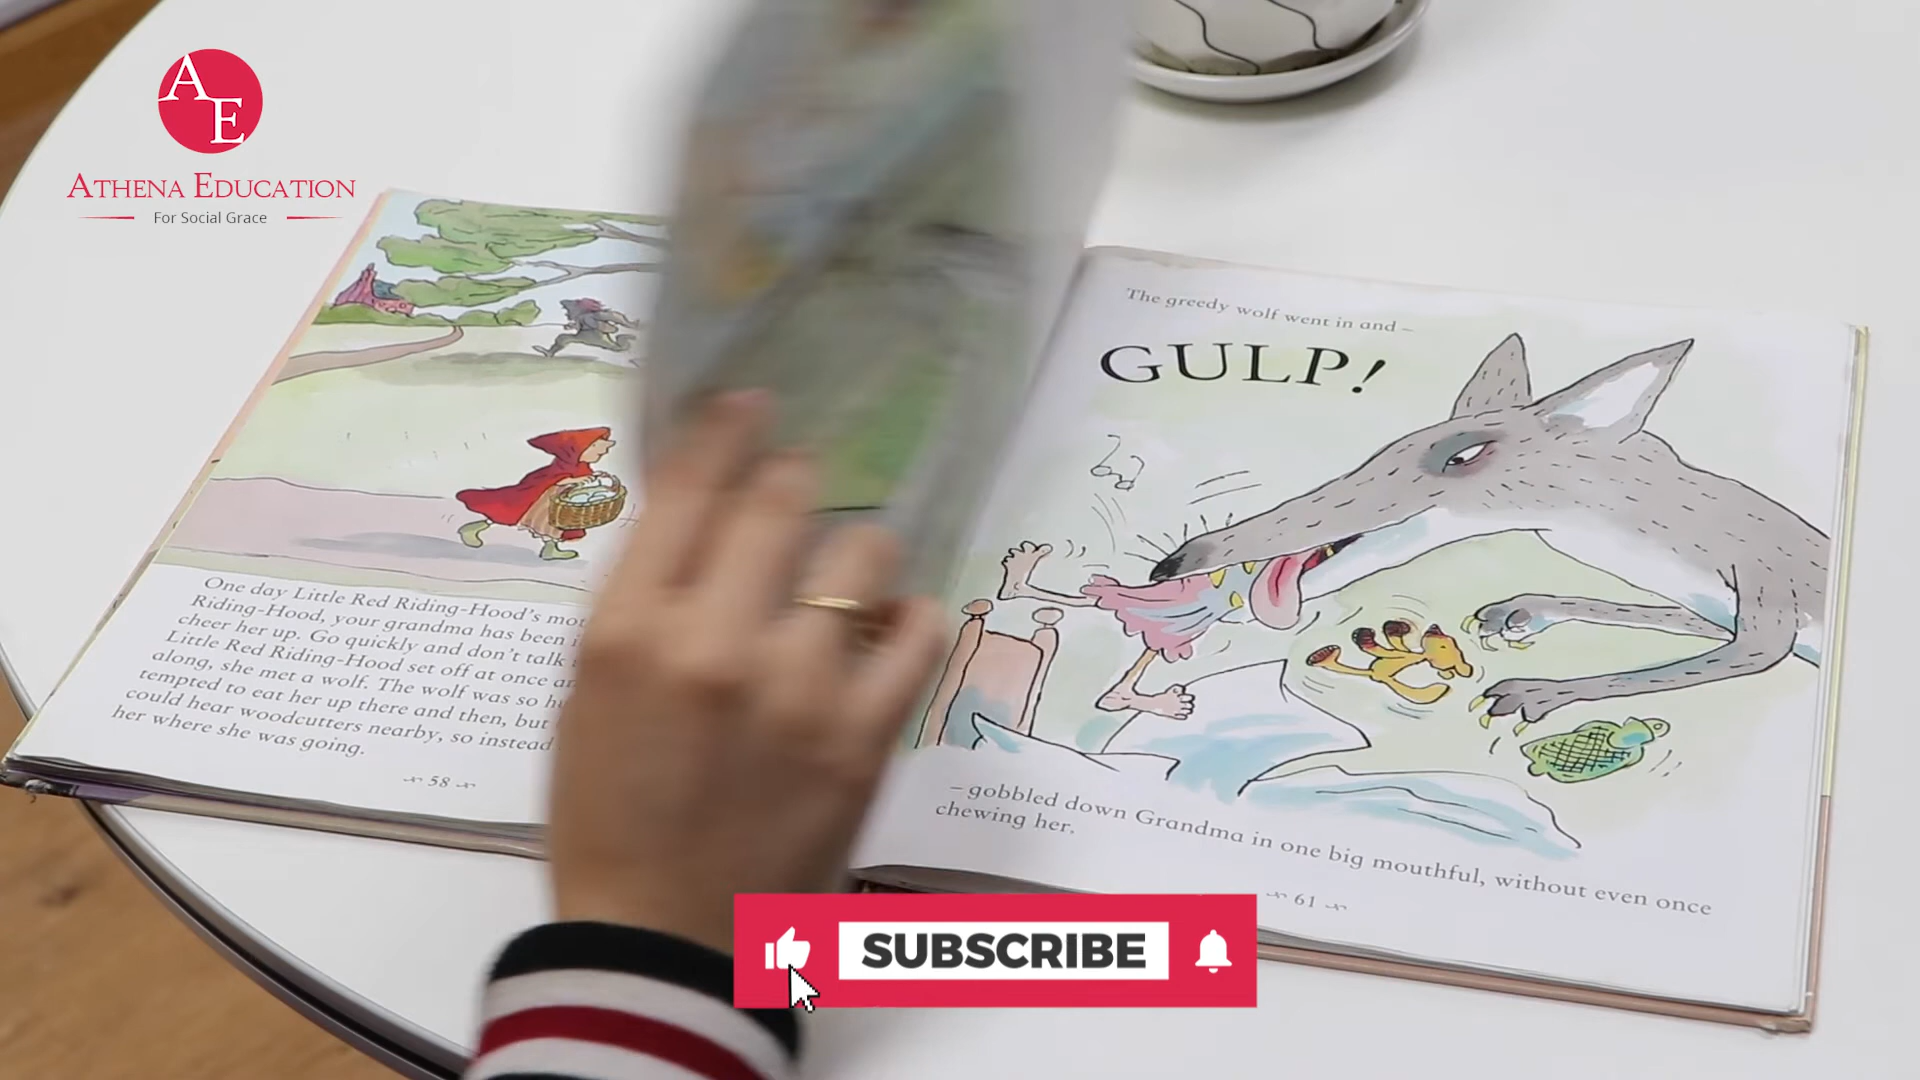 AE
ATHENA EDUCATION
For Social Grace
One day Little Red Riding-Hood's
Riding-Hood, your grandma has been
cheer her up. Go quickly and don't talk
Little Red Riding-Hood set off at once
along, she met a wolf. The wolf was so
tempted to eat her up there and then, but
could hear woodcutters nearby, so instead
her where she was going.
58
The greedy wolf went in and –
GULP!
– gobbled down Grandma in one big mouthful, without even once
chewing her.
61
SUBSCRIBE